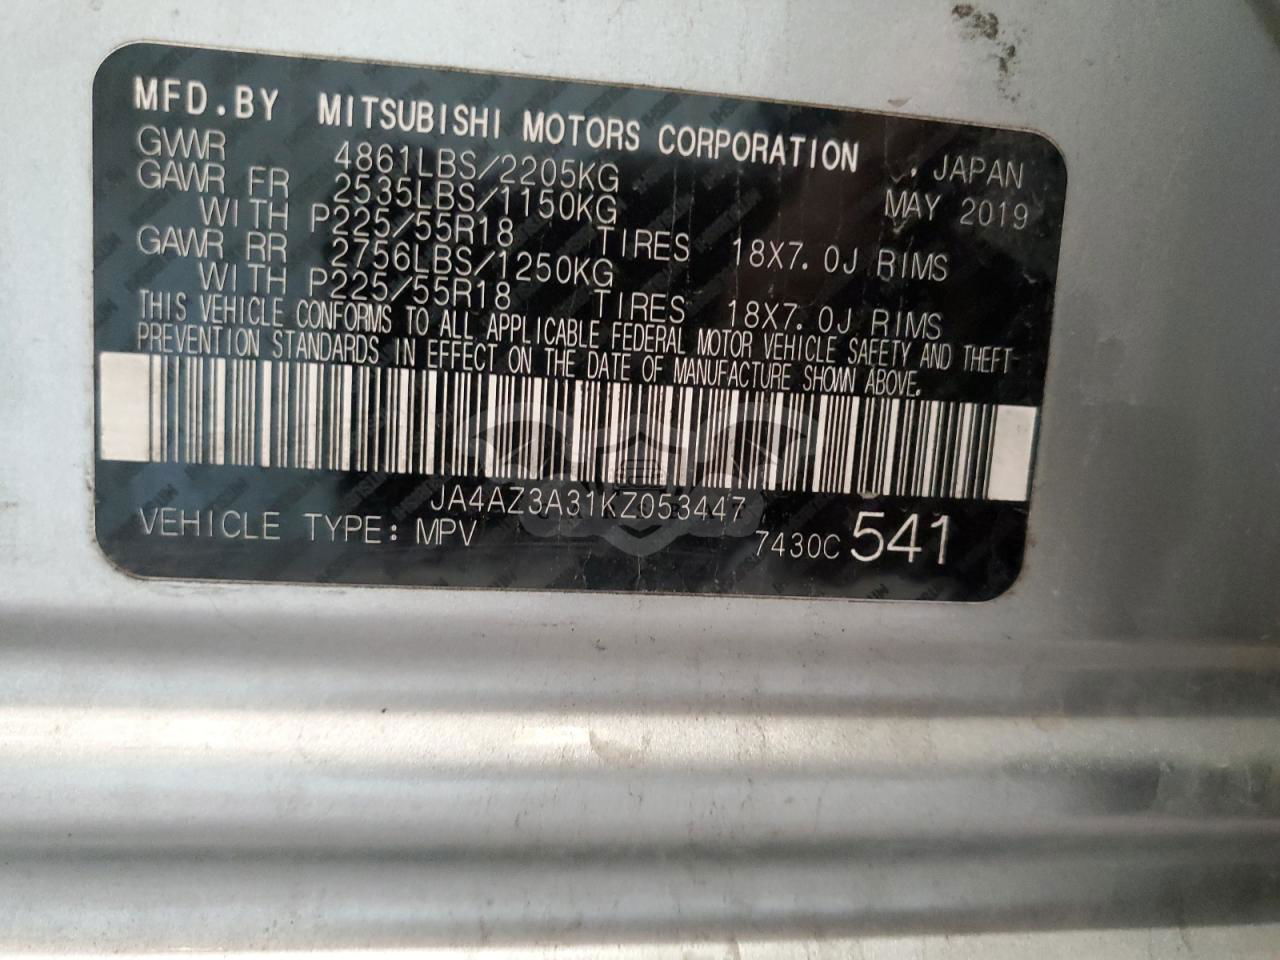 MFD.BY MITSUBISHI MOTORS CORPORATION , JAPAN
GVWR 4861LBS/2205KG MAY 2019
GAWR FR 2535LBS/1150KG
WITH P225/55R18 TIRES 18X7.0J RIMS
GAWR RR 2756LBS/1250KG
WITH P225/55R18 TIRES 18X7.0J RIMS
THIS VEHICLE CONFORMS TO ALL APPLICABLE FEDERAL MOTOR VEHICLE SAFETY AND THEFT
PREVENTION STANDARDS IN EFFECT ON THE DATE OF MANUFACTURE SHOWN ABOVE.
JA4AZ3A31KZ053447
VEHICLE TYPE: MPV 7430C 541